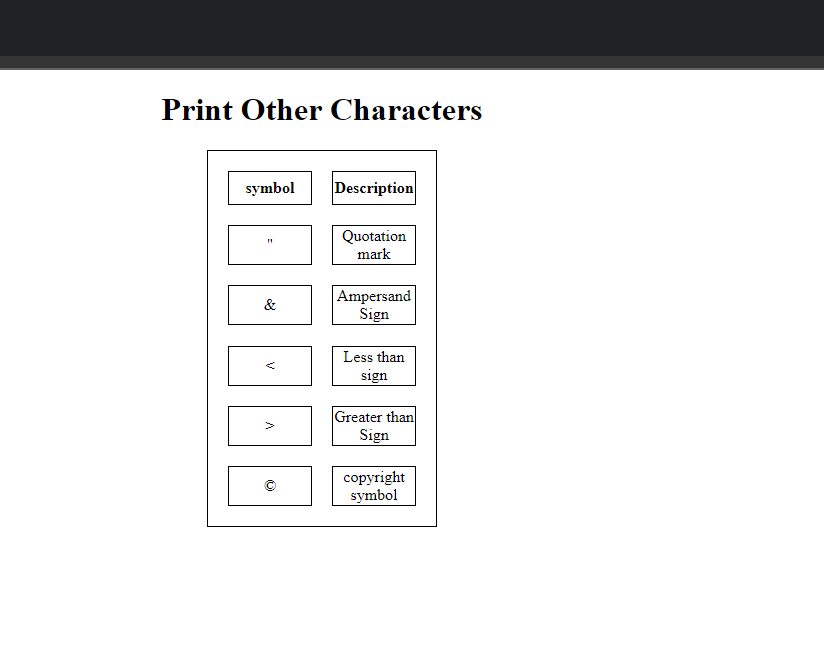 Print Other Characters
symbol Description
" Quotation
mark
& Ampersand
Sign
< Less than
sign
> Greater than
Sign
© copyright
symbol